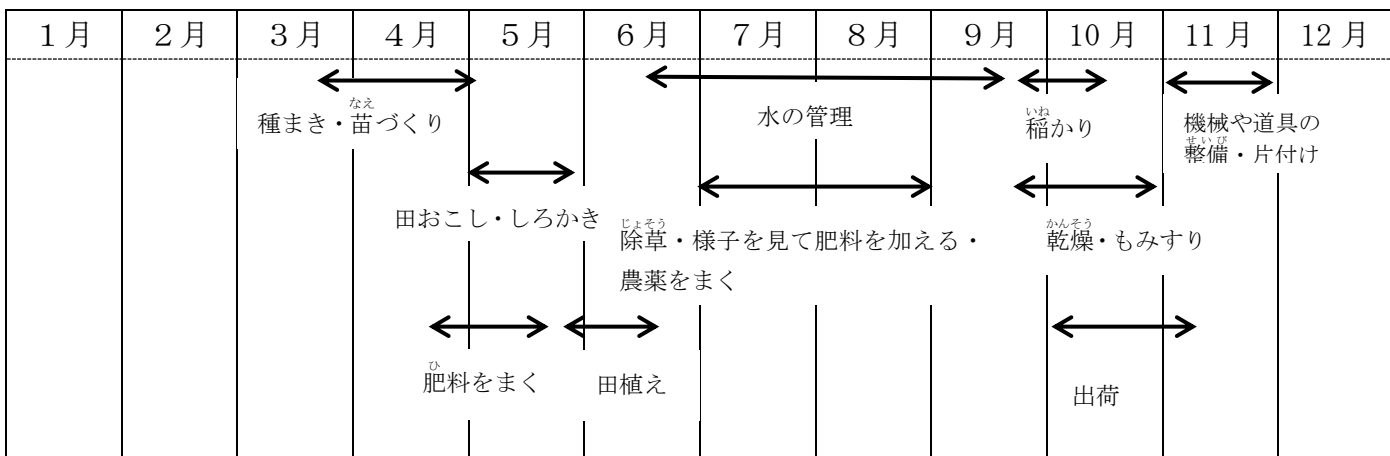 １月 ２月 ３月 ４月 ５月 ６月 ７月 ８月 ９月 10月 11月 12月
なえ
種まき・苗づくり
水の管理
いね
稲かり
機械や道具の
せいび
整備・片付け
田おこし・しろかき
じょそう
除草・様子を見て肥料を加える・
農薬をまく
かんそう
乾燥・もみすり
ひ
肥料をまく
田植え
出荷